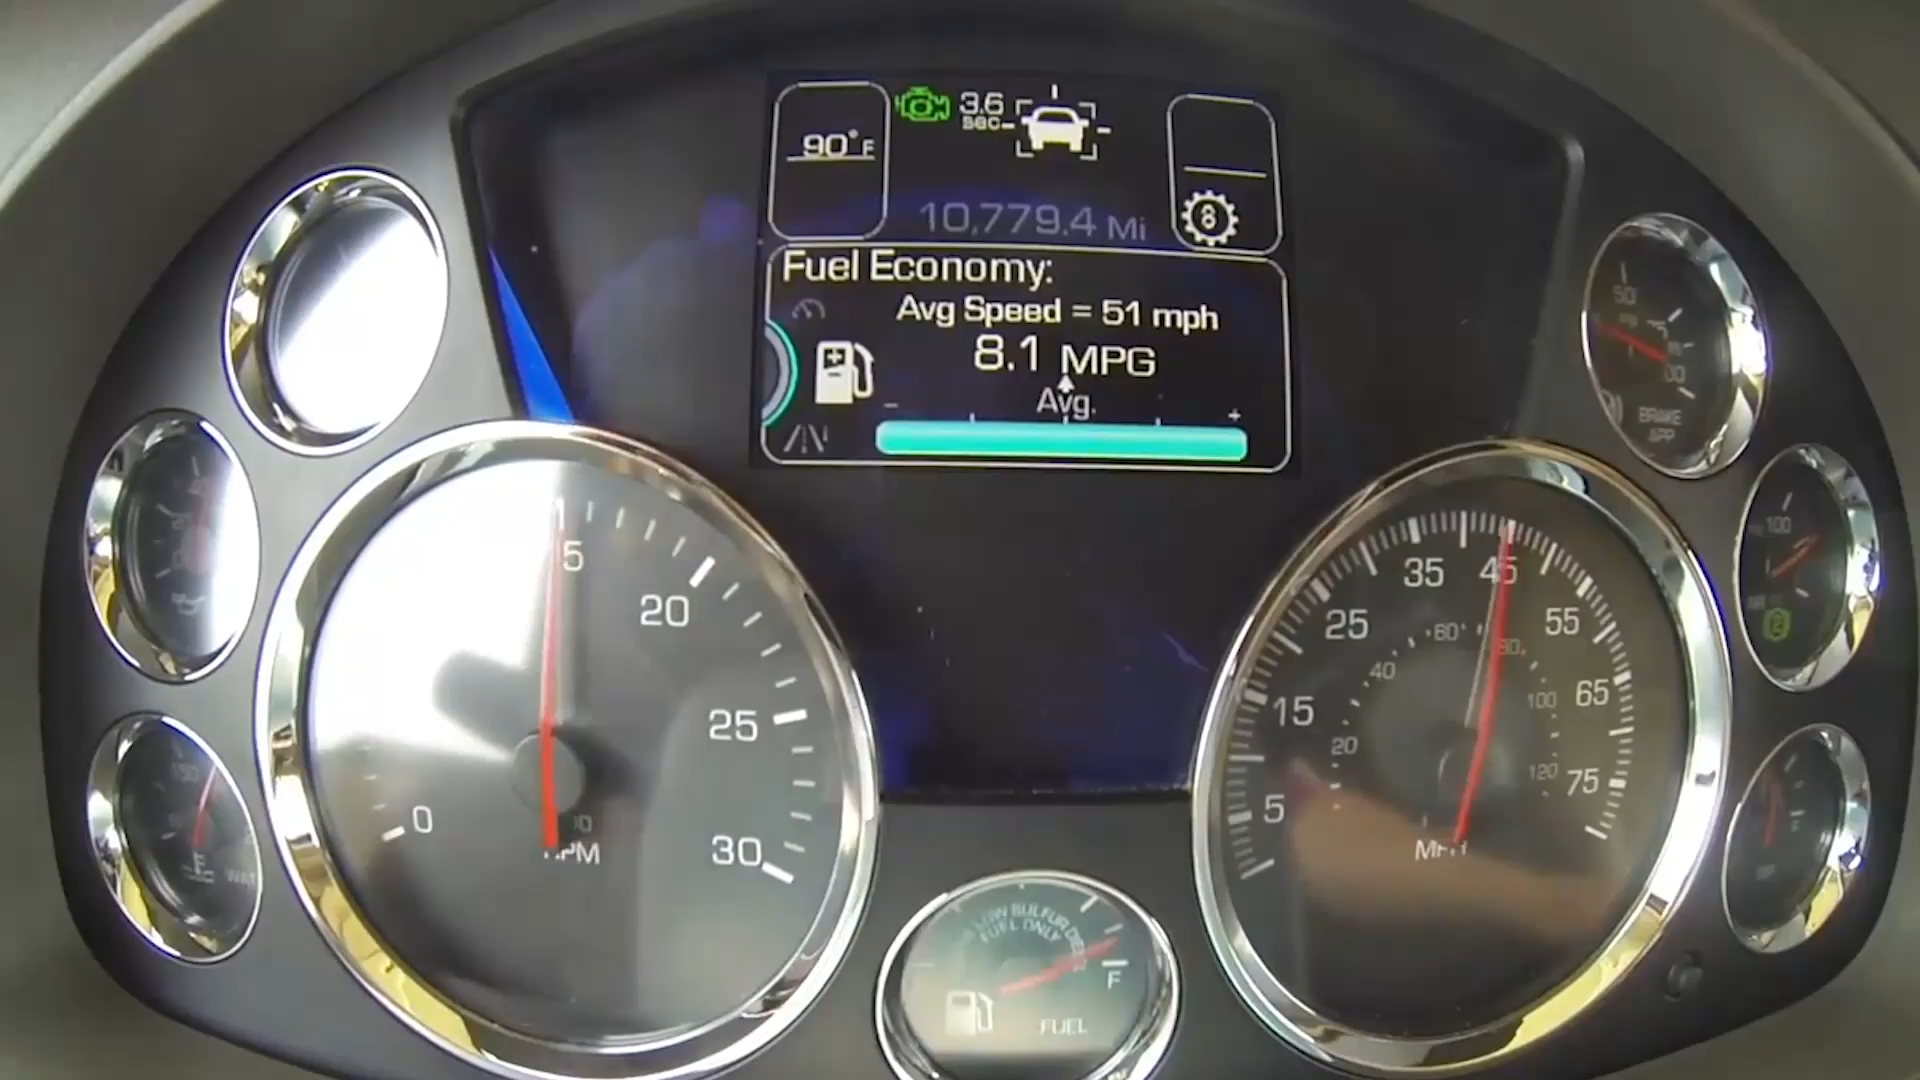 90°F
3.6
sec
10,779.4 Mi
8
Fuel Economy:
Avg Speed = 51 mph
8.1 MPG
Avg.
- +
5
20
25
30
0
RPM
5
15
25
35
45
55
65
75
20
40
60
80
100
120
MPH
50
BRAKE
APP
100
2
150
LOW SULFUR DIESEL
FUEL ONLY
F
FUEL